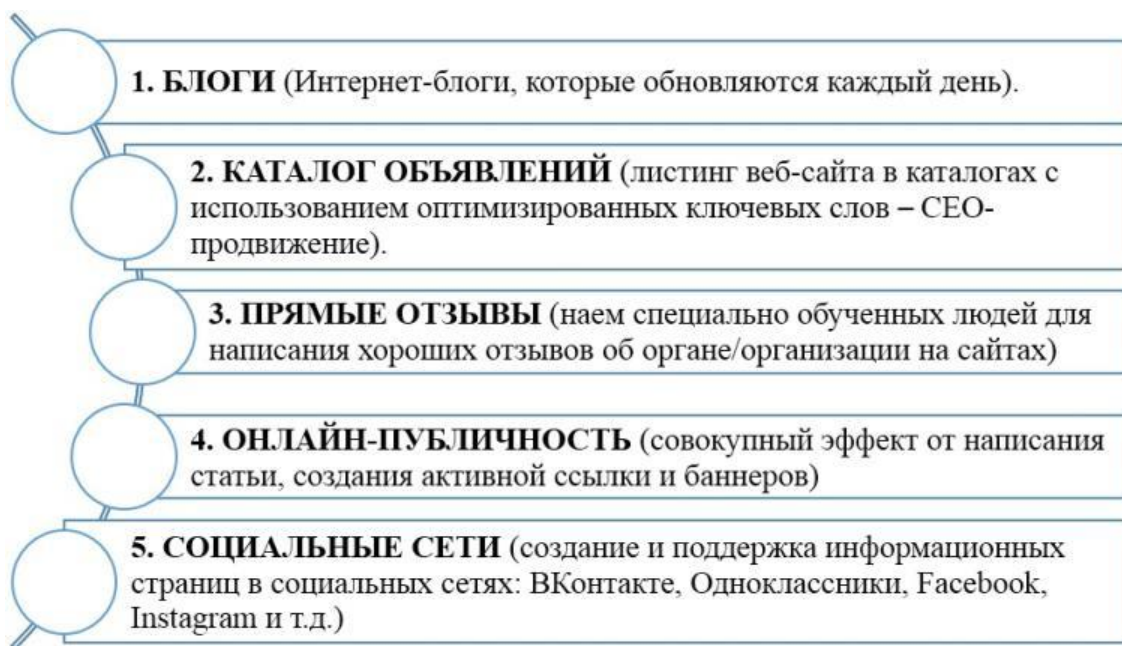 1. БЛОГИ (Интернет-блоги, которые обновляются каждый день).
2. КАТАЛОГ ОБЪЯВЛЕНИЙ (листинг веб-сайта в каталогах с
использованием оптимизированных ключевых слов – СЕО-
продвижение).
3. ПРЯМЫЕ ОТЗЫВЫ (наем специально обученных людей для
написания хороших отзывов об органе/организации на сайтах)
4. ОНЛАЙН-ПУБЛИЧНОСТЬ (совокупный эффект от написания
статьи, создания активной ссылки и баннеров)
5. СОЦИАЛЬНЫЕ СЕТИ (создание и поддержка информационных
страниц в социальных сетях: ВКонтакте, Одноклассники, Facebook,
Instagram и т.д.)